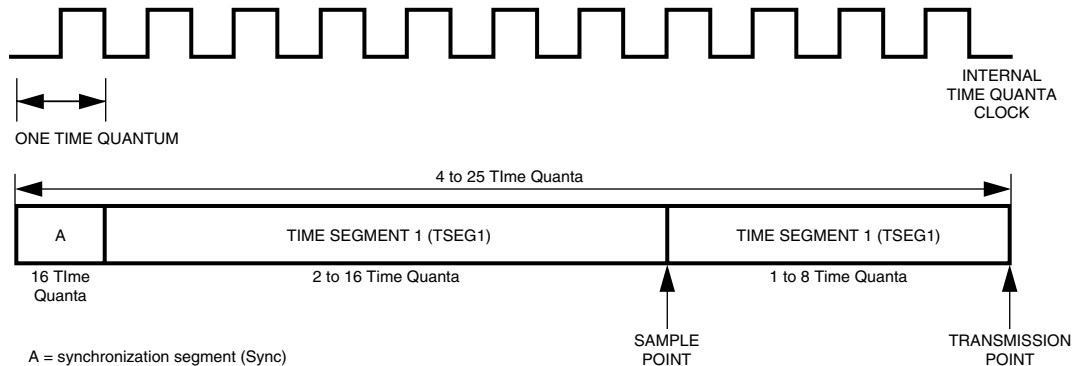 INTERNAL
TIME QUANTA
CLOCK
ONE TIME QUANTUM
4 to 25 TIme Quanta
A
TIME SEGMENT 1 (TSEG1)
TIME SEGMENT 1 (TSEG1)
16 TIme
Quanta
2 to 16 Time Quanta
1 to 8 Time Quanta
A = synchronization segment (Sync)
SAMPLE
POINT
TRANSMISSION
POINT